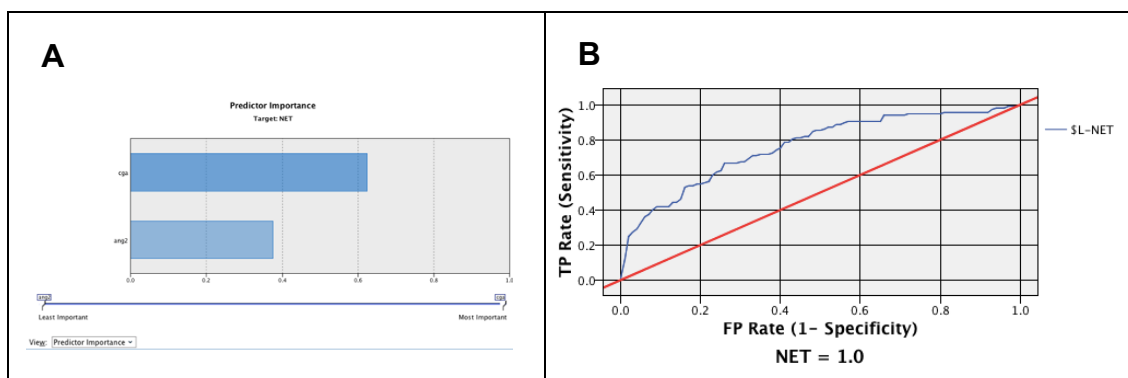 A
Predictor Importance
Target: NET
cga
ang2
0.0 0.2 0.4 0.6 0.8 1.0
ang2 cga
Least Important Most Important
View: Predictor Importance
B
TP Rate (Sensitivity)
1.0
0.8
0.6
0.4
0.2
0.0
0.0 0.2 0.4 0.6 0.8 1.0
FP Rate (1- Specificity)
NET = 1.0
$L-NET